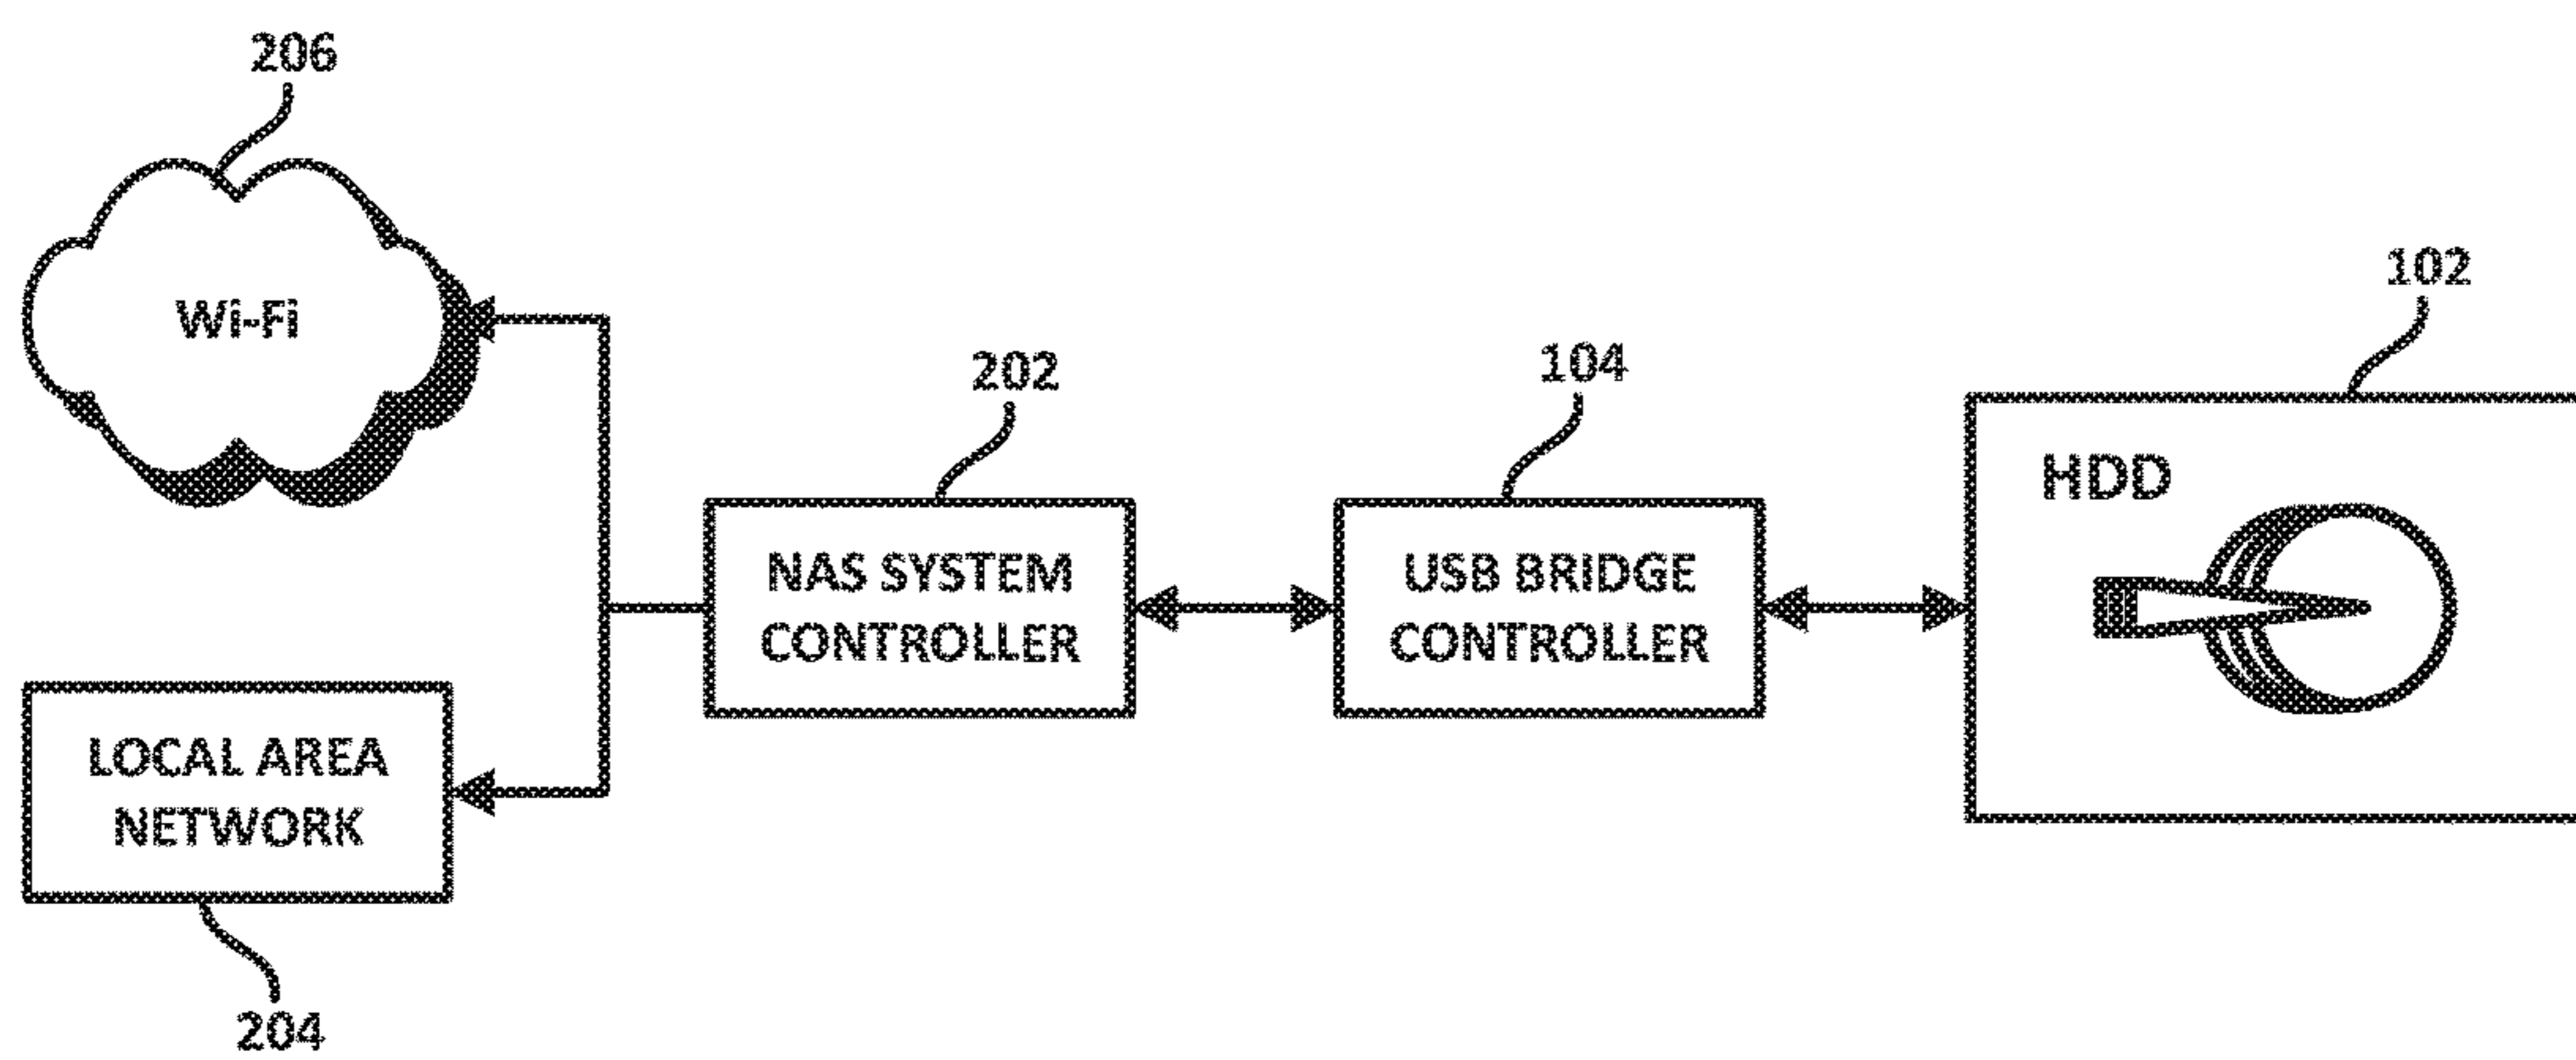 206
Wi-Fi
102
202
104
HDD
NAS SYSTEM
CONTROLLER
USB BRIDGE
CONTROLLER
LOCAL AREA
NETWORK
204